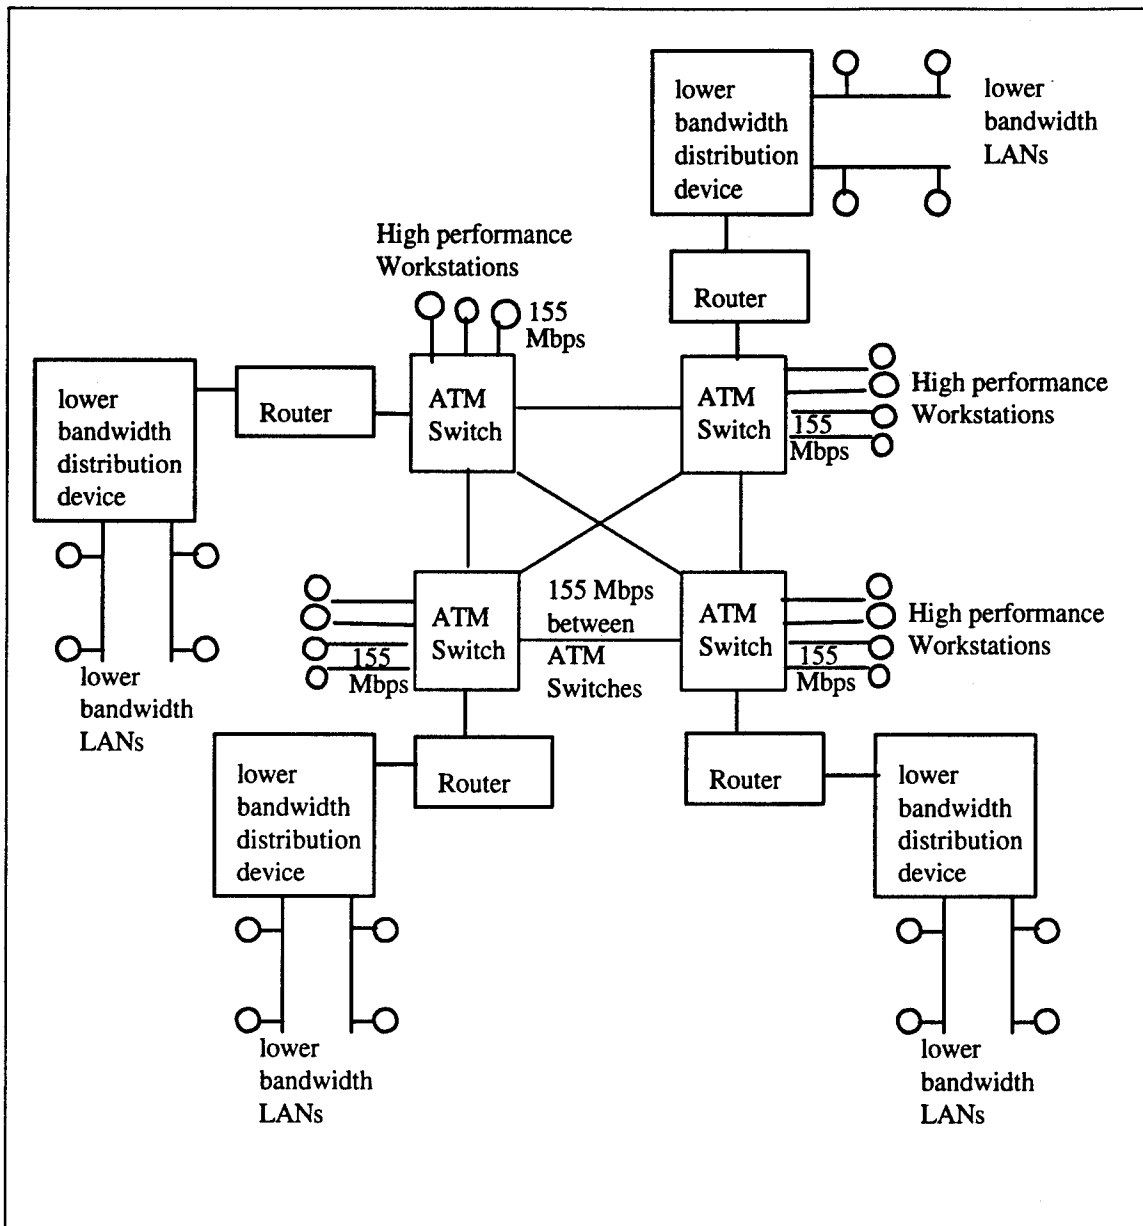 lower
bandwidth
distribution
device
lower
bandwidth
LANs
High performance
Workstations
155
Mbps
Router
lower
bandwidth
distribution
device
Router
ATM
Switch
ATM
Switch
155
Mbps
High performance
Workstations
lower
bandwidth
LANs
ATM
Switch
155
Mbps
155 Mbps
between
ATM
Switches
ATM
Switch
155
Mbps
High performance
Workstations
lower
bandwidth
distribution
device
Router
Router
lower
bandwidth
distribution
device
lower
bandwidth
LANs
lower
bandwidth
LANs